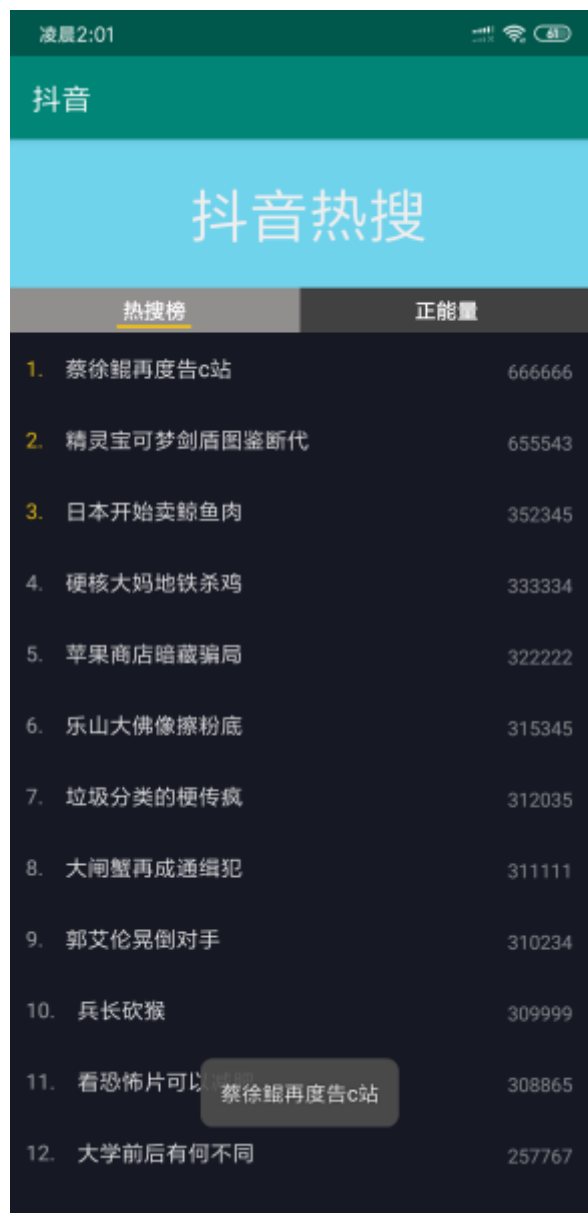 凌晨2:01
61
抖音
抖音热搜
热搜榜 正能量
1. 蔡徐鲲再度告c站 666666
2. 精灵宝可梦剑盾图鉴断代 655543
3. 日本开始卖鲸鱼肉 352345
4. 硬核大妈地铁杀鸡 333334
5. 苹果商店暗藏骗局 322222
6. 乐山大佛像擦粉底 315345
7. 垃圾分类的梗传疯 312035
8. 大闸蟹再成通缉犯 311111
9. 郭艾伦晃倒对手 310234
10. 兵长砍猴 309999
11. 看恐怖片可以 308865
蔡徐鲲再度告c站
12. 大学前后有何不同 257767